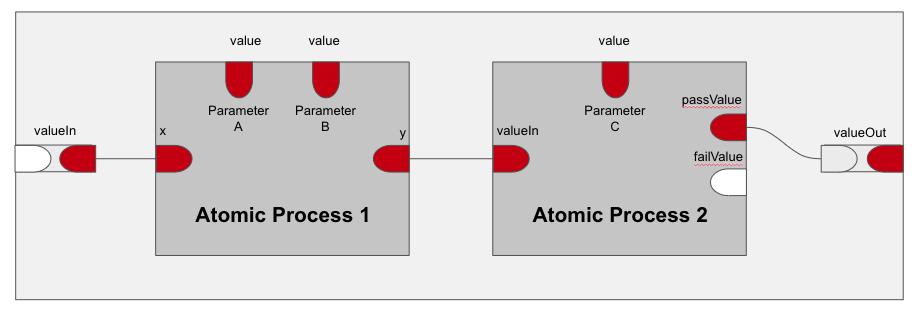 value
value
value
Parameter
A
Parameter
B
Parameter
C
passValue
valueIn
x
y
valueIn
valueOut
failValue
Atomic Process 1
Atomic Process 2